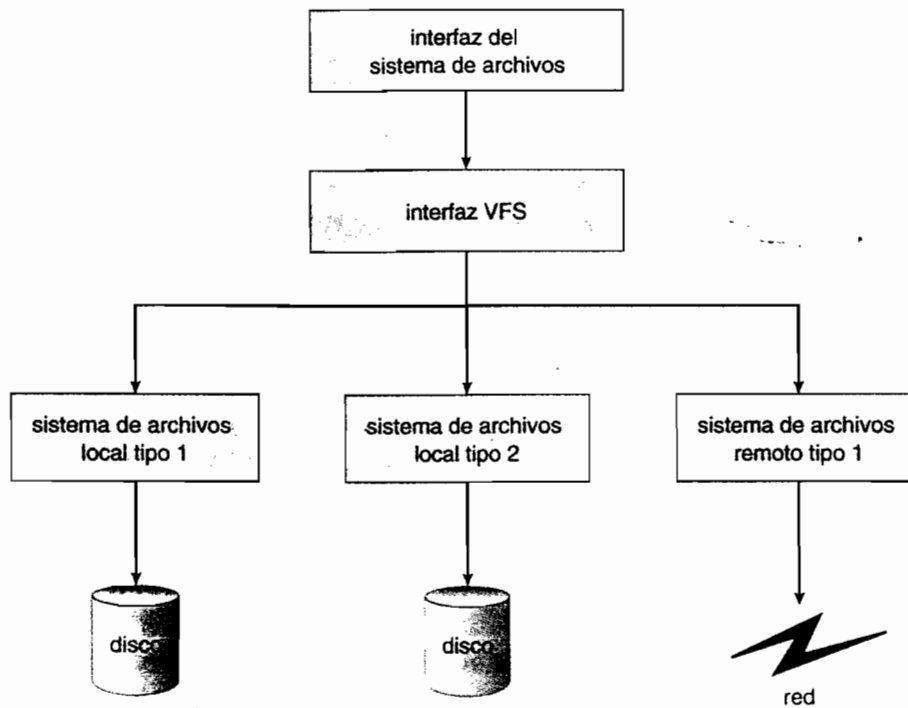 interfaz del
sistema de archivos
interfaz VFS
sistema de archivos
local tipo 1
sistema de archivos
local tipo 2
sistema de archivos
remoto tipo 1
disco
disco
red